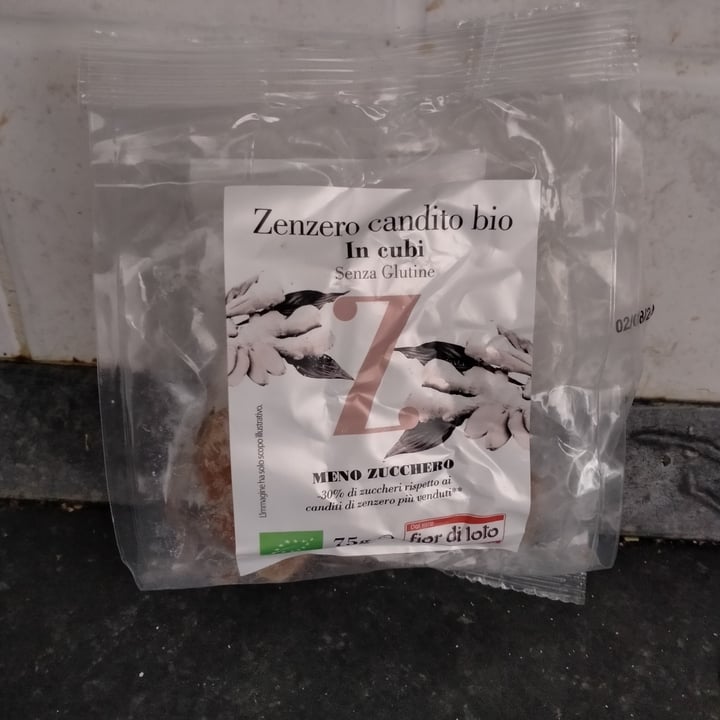 Zenzero candito bio
In cubi
Senza Glutine
Z
L'immagine ha solo scopo illustrativo.
MENO ZUCCHERO
-30% di zuccheri rispetto ai
canditi di zenzero più venduti**
75g
fior di loto